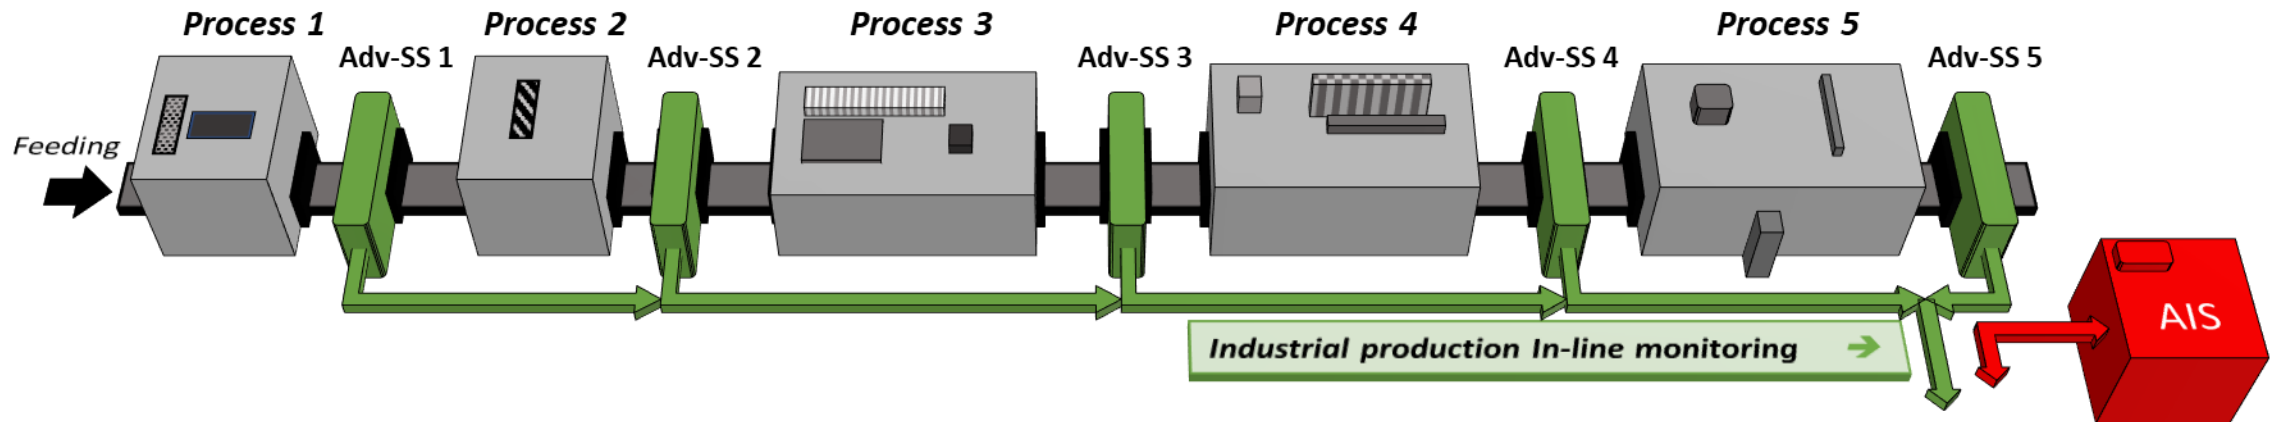 Process 1
Process 2
Process 3
Process 4
Process 5
Adv-SS 1
Adv-SS 2
Adv-SS 3
Adv-SS 4
Adv-SS 5
Feeding
AIS
Industrial production In-line monitoring